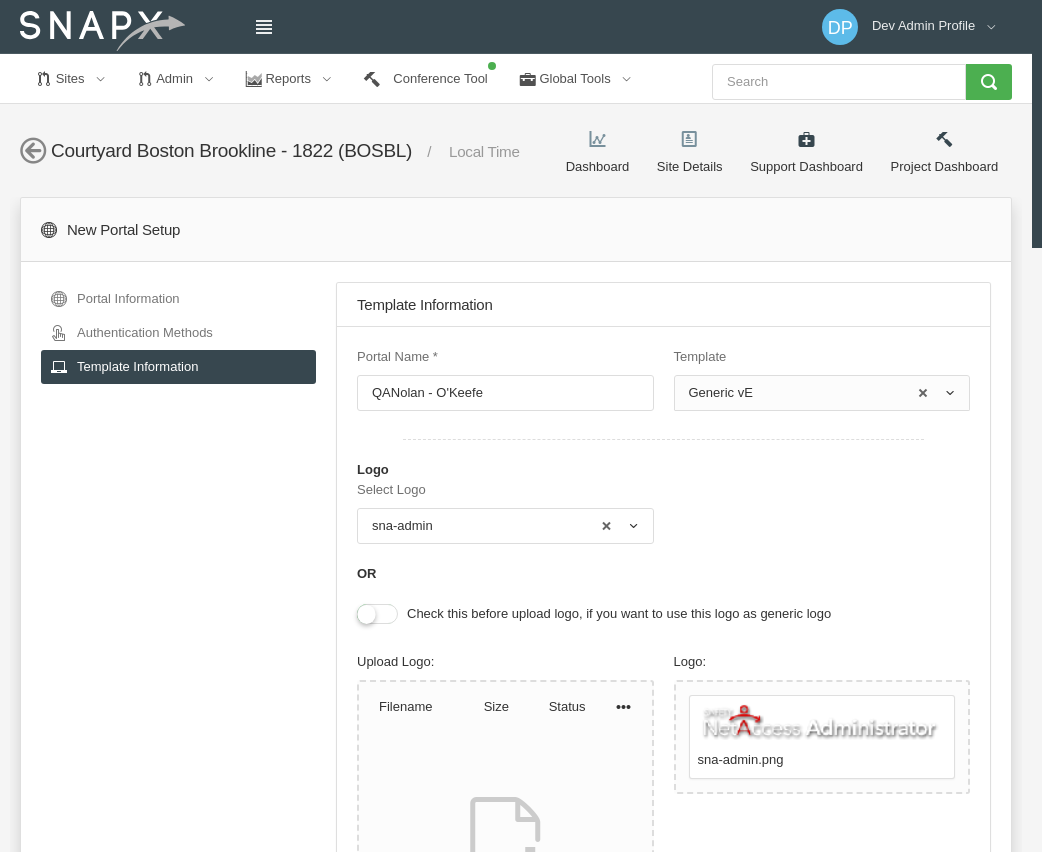 SNAPX
DP Dev Admin Profile
Sites Admin Reports Conference Tool Global Tools Search
Courtyard Boston Brookline - 1822 (BOSBL) / Local Time
Dashboard Site Details Support Dashboard Project Dashboard
New Portal Setup
Portal Information
Authentication Methods
Template Information
Template Information
Portal Name * Template
QANolan - O'Keefe Generic vE
Logo
Select Logo
sna-admin
OR
Check this before upload logo, if you want to use this logo as generic logo
Upload Logo: Logo:
Filename Size Status •••
NetAccess Administrator
sna-admin.png